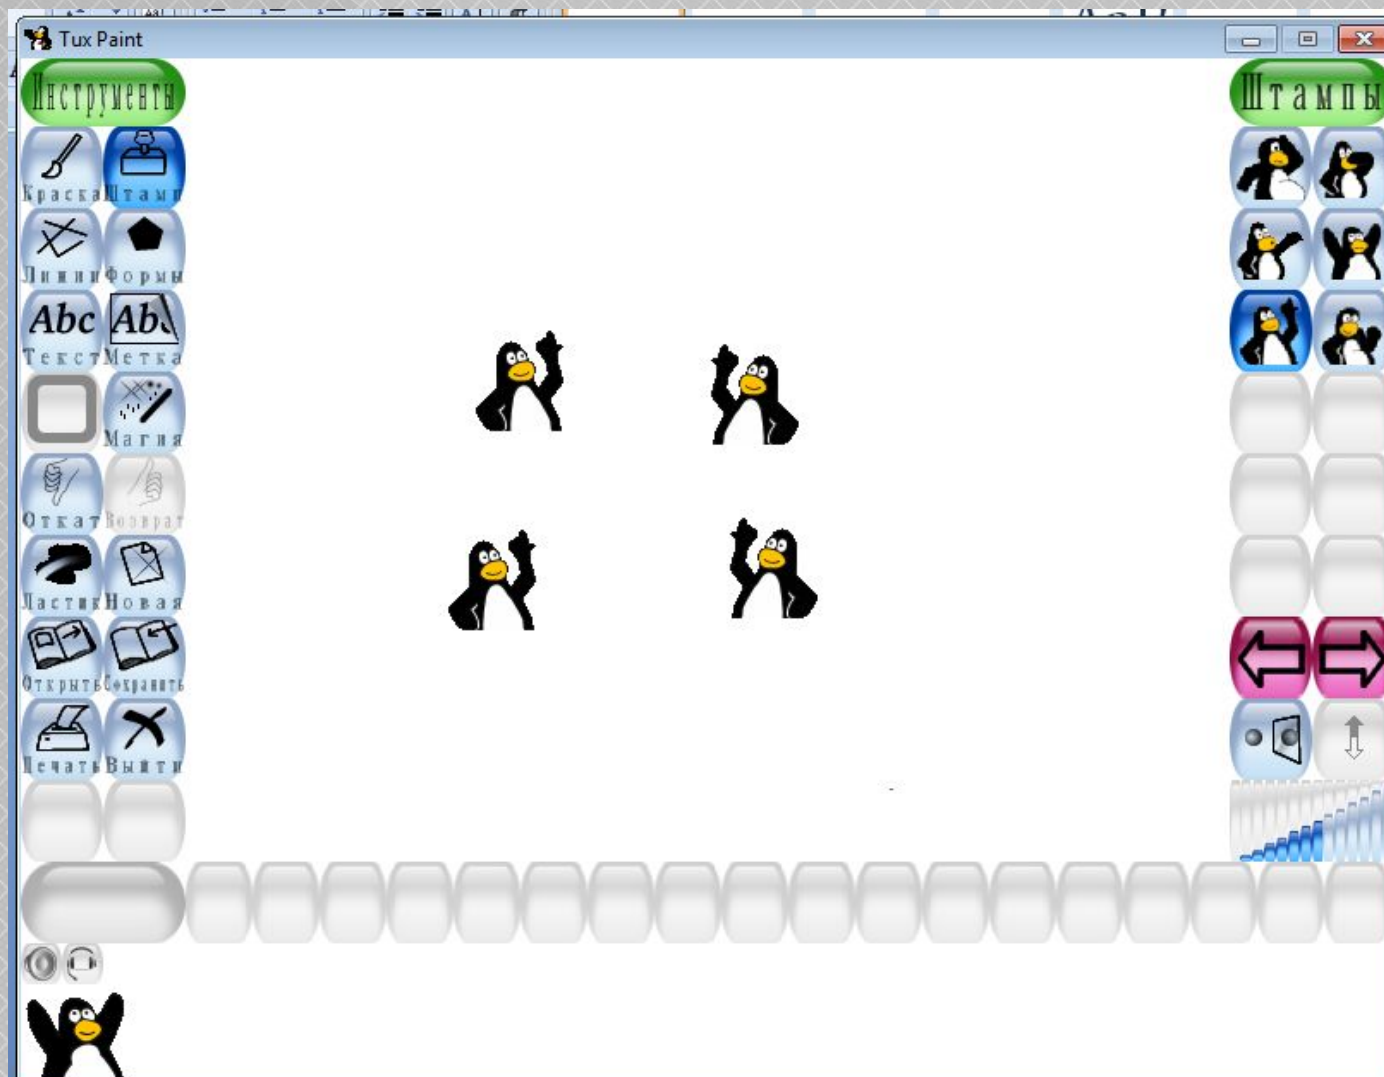 Tux Paint
Инструменты
Штампы
Краска Штамп
Линии Формы
Abc Abc
Текст Метка
Магия
Откат Возврат
Ластик Новая
Открыть Сохранить
Печать Выйти